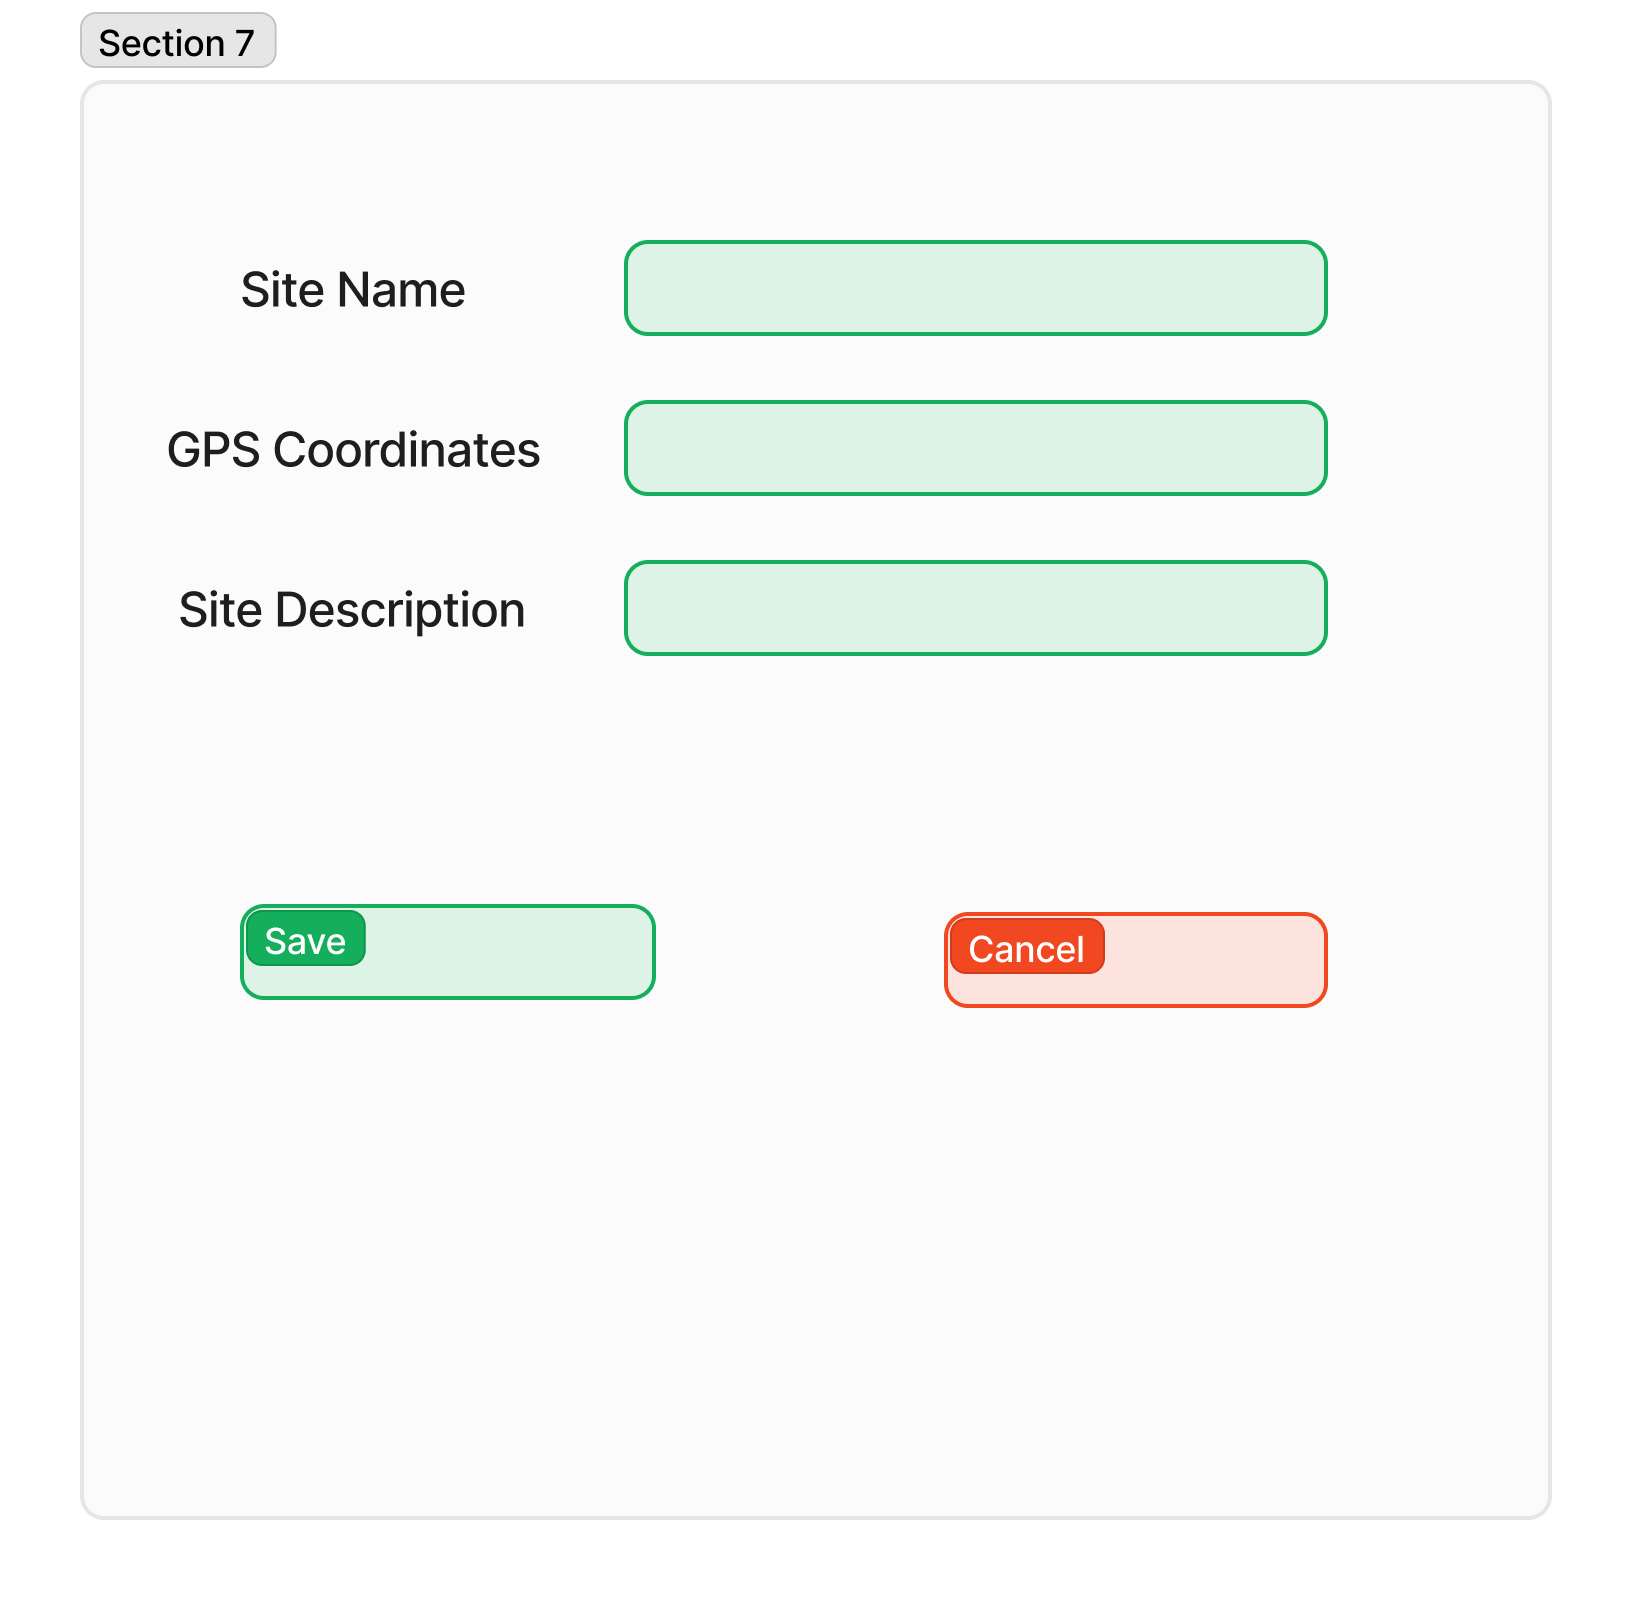 Section 7
Site Name
GPS Coordinates
Site Description
Save
Cancel